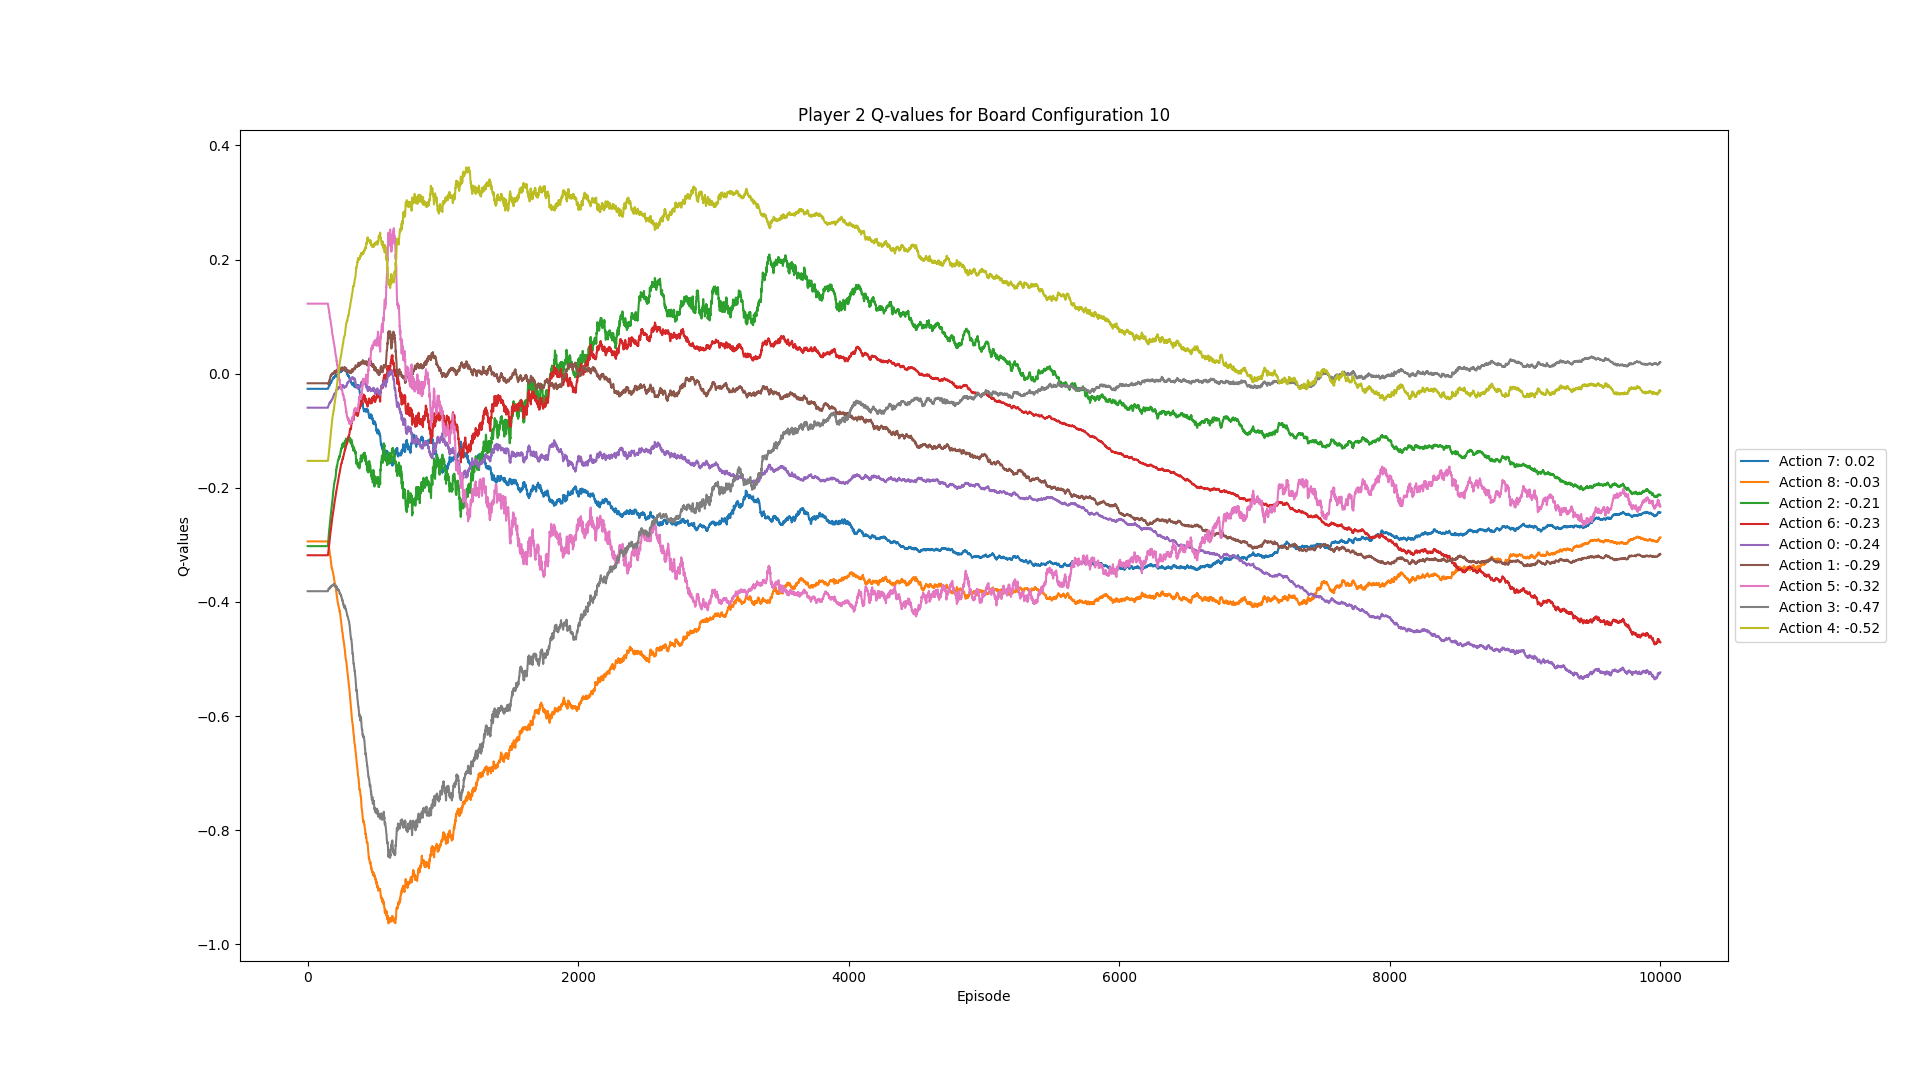 Player 2 Q-values for Board Configuration 10
0.4
0.2
0.0
−0.2
−0.4
−0.6
−0.8
−1.0
Q-values
0 2000 4000 6000 8000 10000
Episode
Action 7: 0.02
Action 8: -0.03
Action 2: -0.21
Action 6: -0.23
Action 0: -0.24
Action 1: -0.29
Action 5: -0.32
Action 3: -0.47
Action 4: -0.52